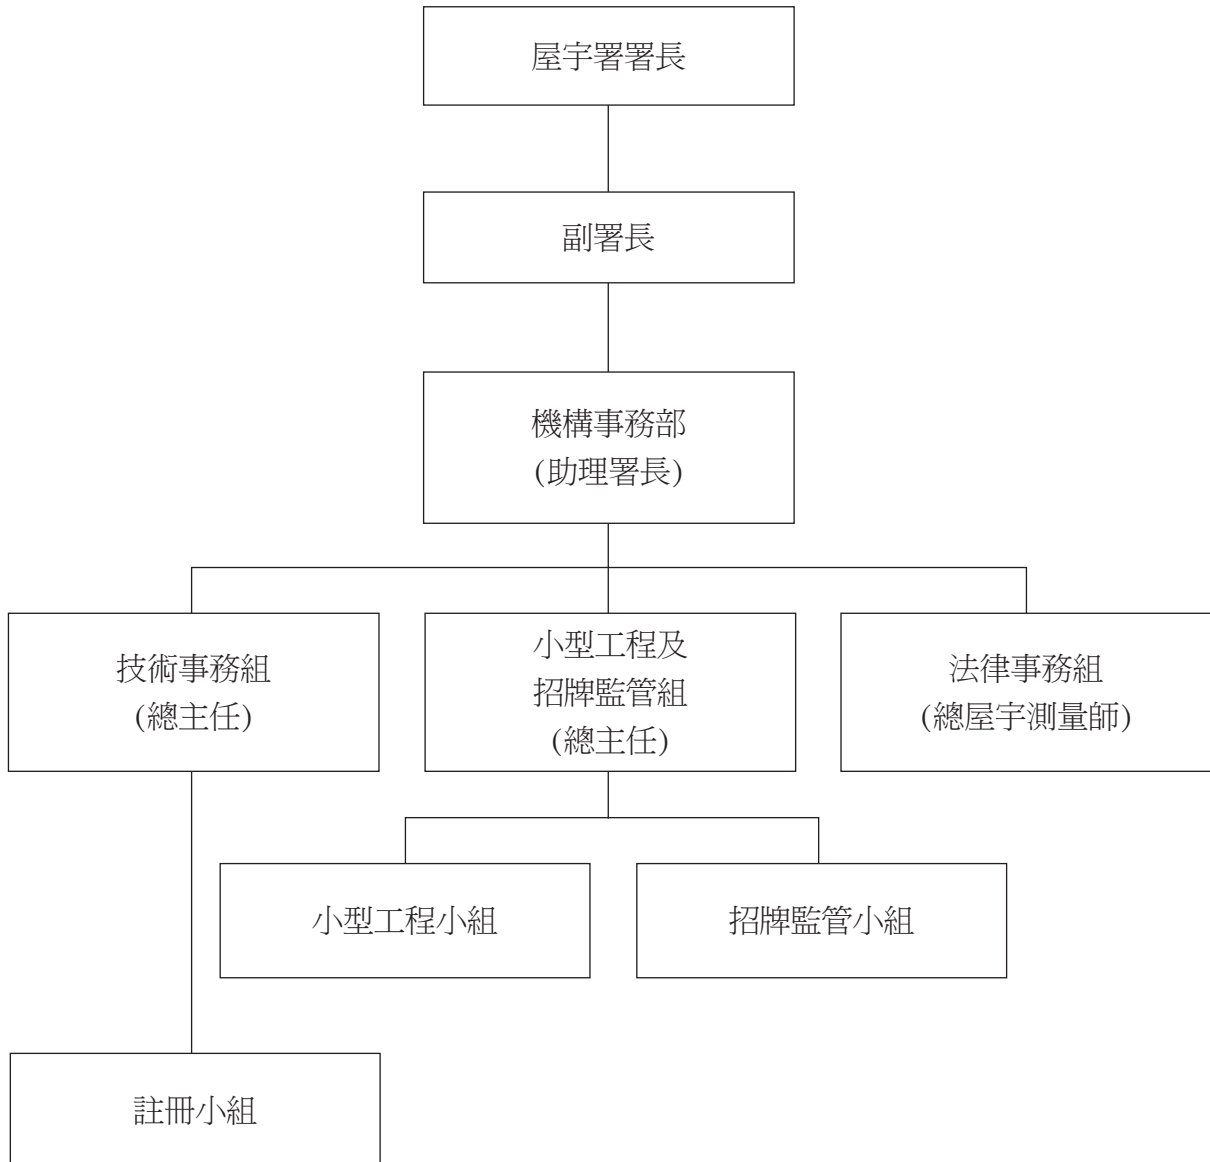 屋宇署署長
副署長
機構事務部
(助理署長)
技術事務組
(總主任)
小型工程及
招牌監管組
(總主任)
法律事務組
(總屋宇測量師)
小型工程小組
招牌監管小組
註冊小組